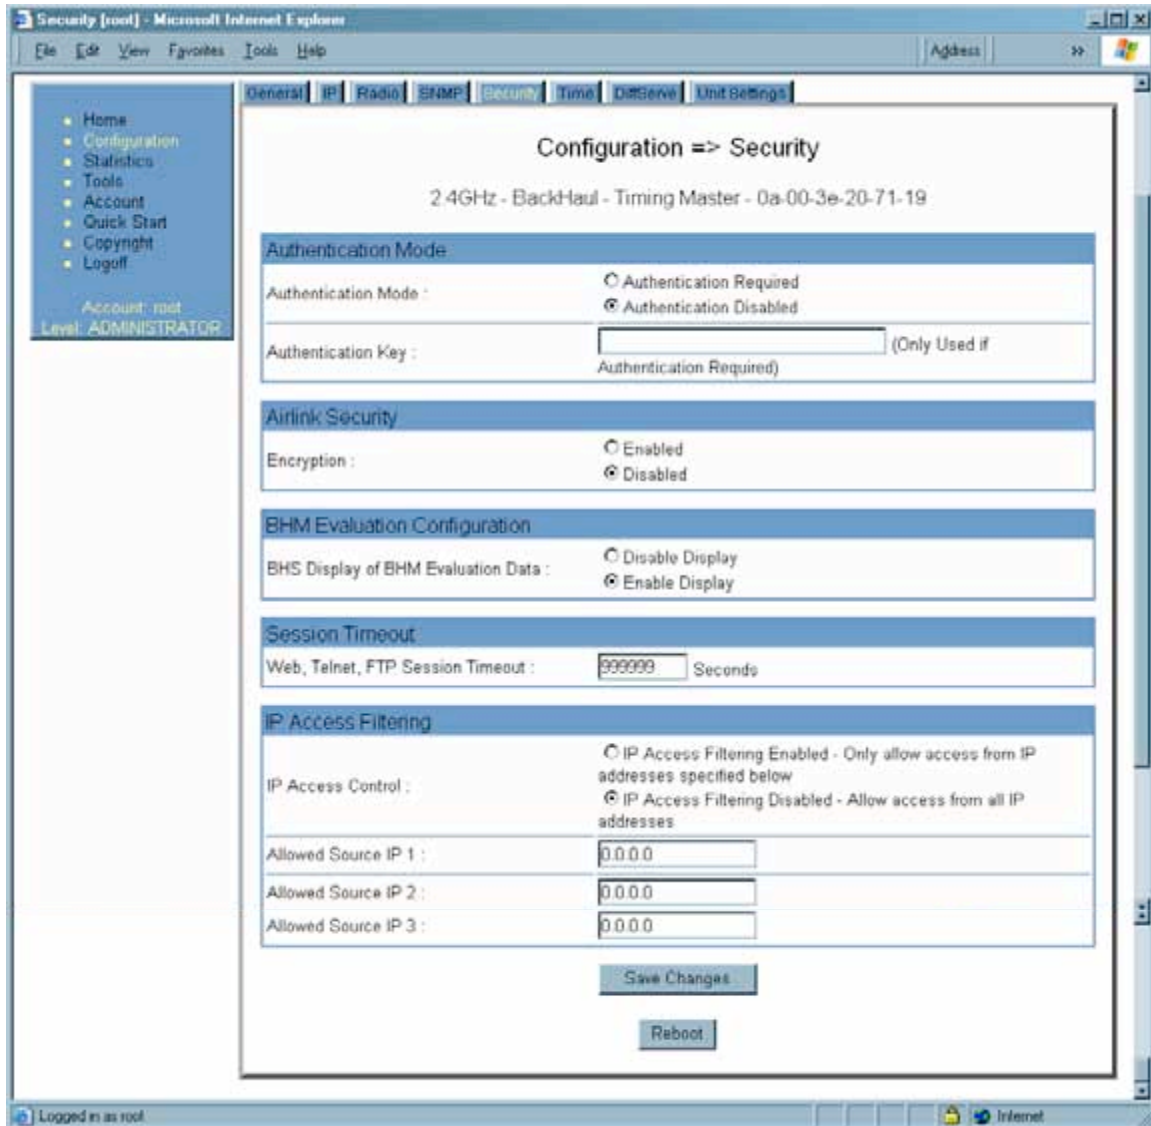 Security [root] - Microsoft Internet Explorer
File Edit View Favorites Tools Help
Address
»
General IP Radio SNMP Security Time DiffServe Unit Settings
Home
Configuration
Statistics
Tools
Account
Quick Start
Copyright
Logoff
Account: root
Level: ADMINISTRATOR
Configuration => Security
2.4GHz - BackHaul - Timing Master - 0a-00-3e-20-71-19
Authentication Mode
Authentication Mode :
Authentication Required
Authentication Disabled
Authentication Key :
(Only Used if
Authentication Required)
Airlink Security
Encryption :
Enabled
Disabled
BHM Evaluation Configuration
BHS Display of BHM Evaluation Data :
Disable Display
Enable Display
Session Timeout
Web, Telnet, FTP Session Timeout :
999999 Seconds
IP Access Filtering
IP Access Control :
IP Access Filtering Enabled - Only allow access from IP
addresses specified below
IP Access Filtering Disabled - Allow access from all IP
addresses
Allowed Source IP 1 : 0.0.0.0
Allowed Source IP 2 : 0.0.0.0
Allowed Source IP 3 : 0.0.0.0
Save Changes
Reboot
Logged in as root
Internet